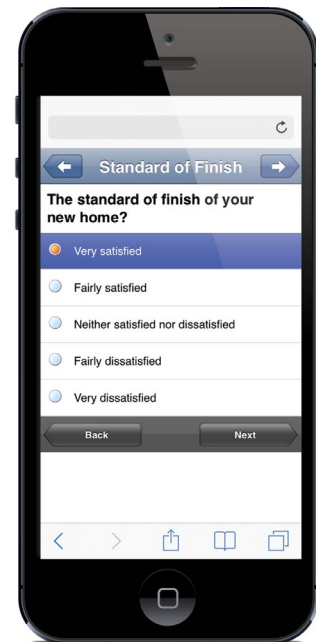 Standard of Finish
The standard of finish of your
new home?
Very satisfied
Fairly satisfied
Neither satisfied nor dissatisfied
Fairly dissatisfied
Very dissatisfied
Back Next